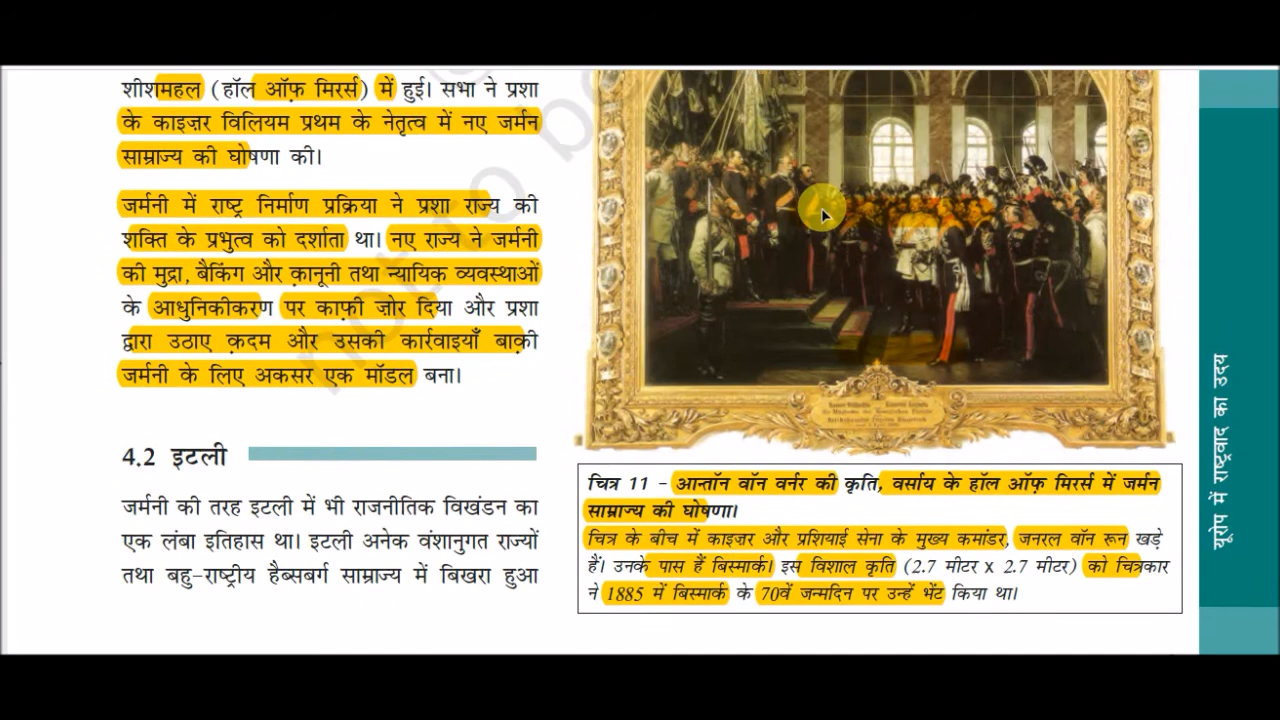 शीशमहल (हॉल ऑफ़ मिरर्स) में हुई। सभा ने प्रशा
के काइज़र विलियम प्रथम के नेतृत्व में नए जर्मन
साम्राज्य की घोषणा की।
जर्मनी में राष्ट्र निर्माण प्रक्रिया ने प्रशा राज्य की
शक्ति के प्रभुत्व को दर्शाता था। नए राज्य ने जर्मनी
की मुद्रा, बैकिंग और क़ानूनी तथा न्यायिक व्यवस्थाओं
के आधुनिकीकरण पर काफी ज़ोर दिया और प्रशा
द्वारा उठाए क़दम और उसकी कार्रवाइयाँ बाक़ी
जर्मनी के लिए अकसर एक मॉडल बना।
4.2 इटली
जर्मनी की तरह इटली में भी राजनीतिक विखंडन का
एक लंबा इतिहास था। इटली अनेक वंशानुगत राज्यों
तथा बहु-राष्ट्रीय हैब्सबर्ग साम्राज्य में बिखरा हुआ
चित्र 11 – आन्तॉन वॉन वर्नर की कृति, वर्साय के हॉल ऑफ़ मिरर्स में जर्मन
साम्राज्य की घोषणा।
चित्र के बीच में काइज़र और प्रशियाई सेना के मुख्य कमांडर, जनरल वॉन रून खड़े
हैं। उनके पास हैं बिस्मार्क। इस विशाल कृति (2.7 मीटर x 2.7 मीटर) को चित्रकार
ने 1885 में बिस्मार्क के 70वें जन्मदिन पर उन्हें भेंट किया था।
यूरोप में राष्ट्रवाद का उदय